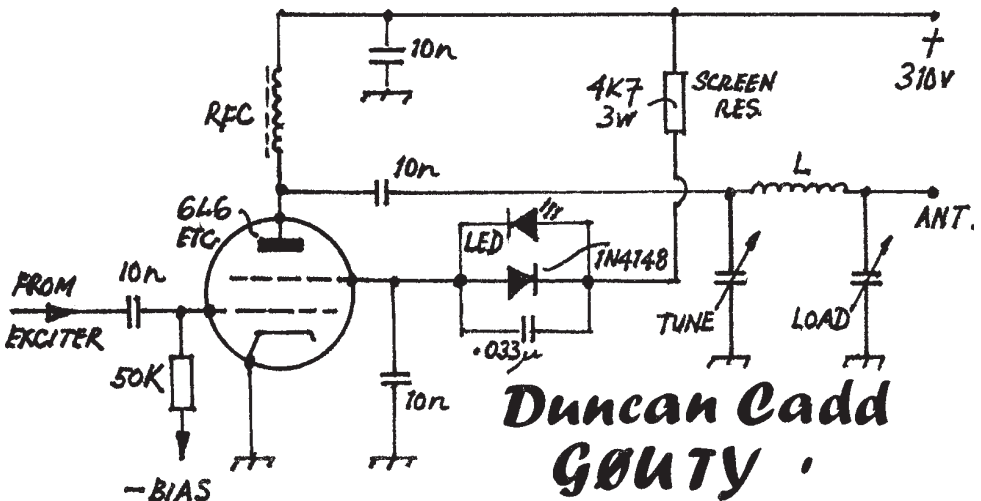 10n
+
310V
4K7
3W
SCREEN
RES.
RFC
10n
L
6L6
ETC.
ANT.
LED
1N4148
10n
FROM
EXCITER
TUNE
LOAD
.033µ
50K
10n
-BIAS
Duncan Cadd
GØUTY